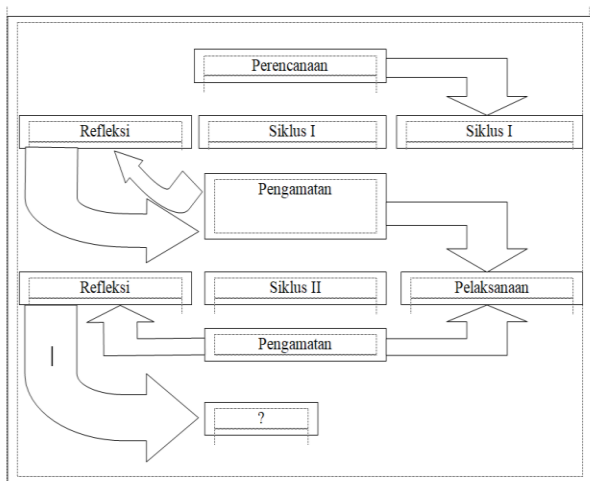 Perencanaan
Refleksi
Siklus I
Siklus I
Pengamatan
Refleksi
Siklus II
Pelaksanaan
Pengamatan
?